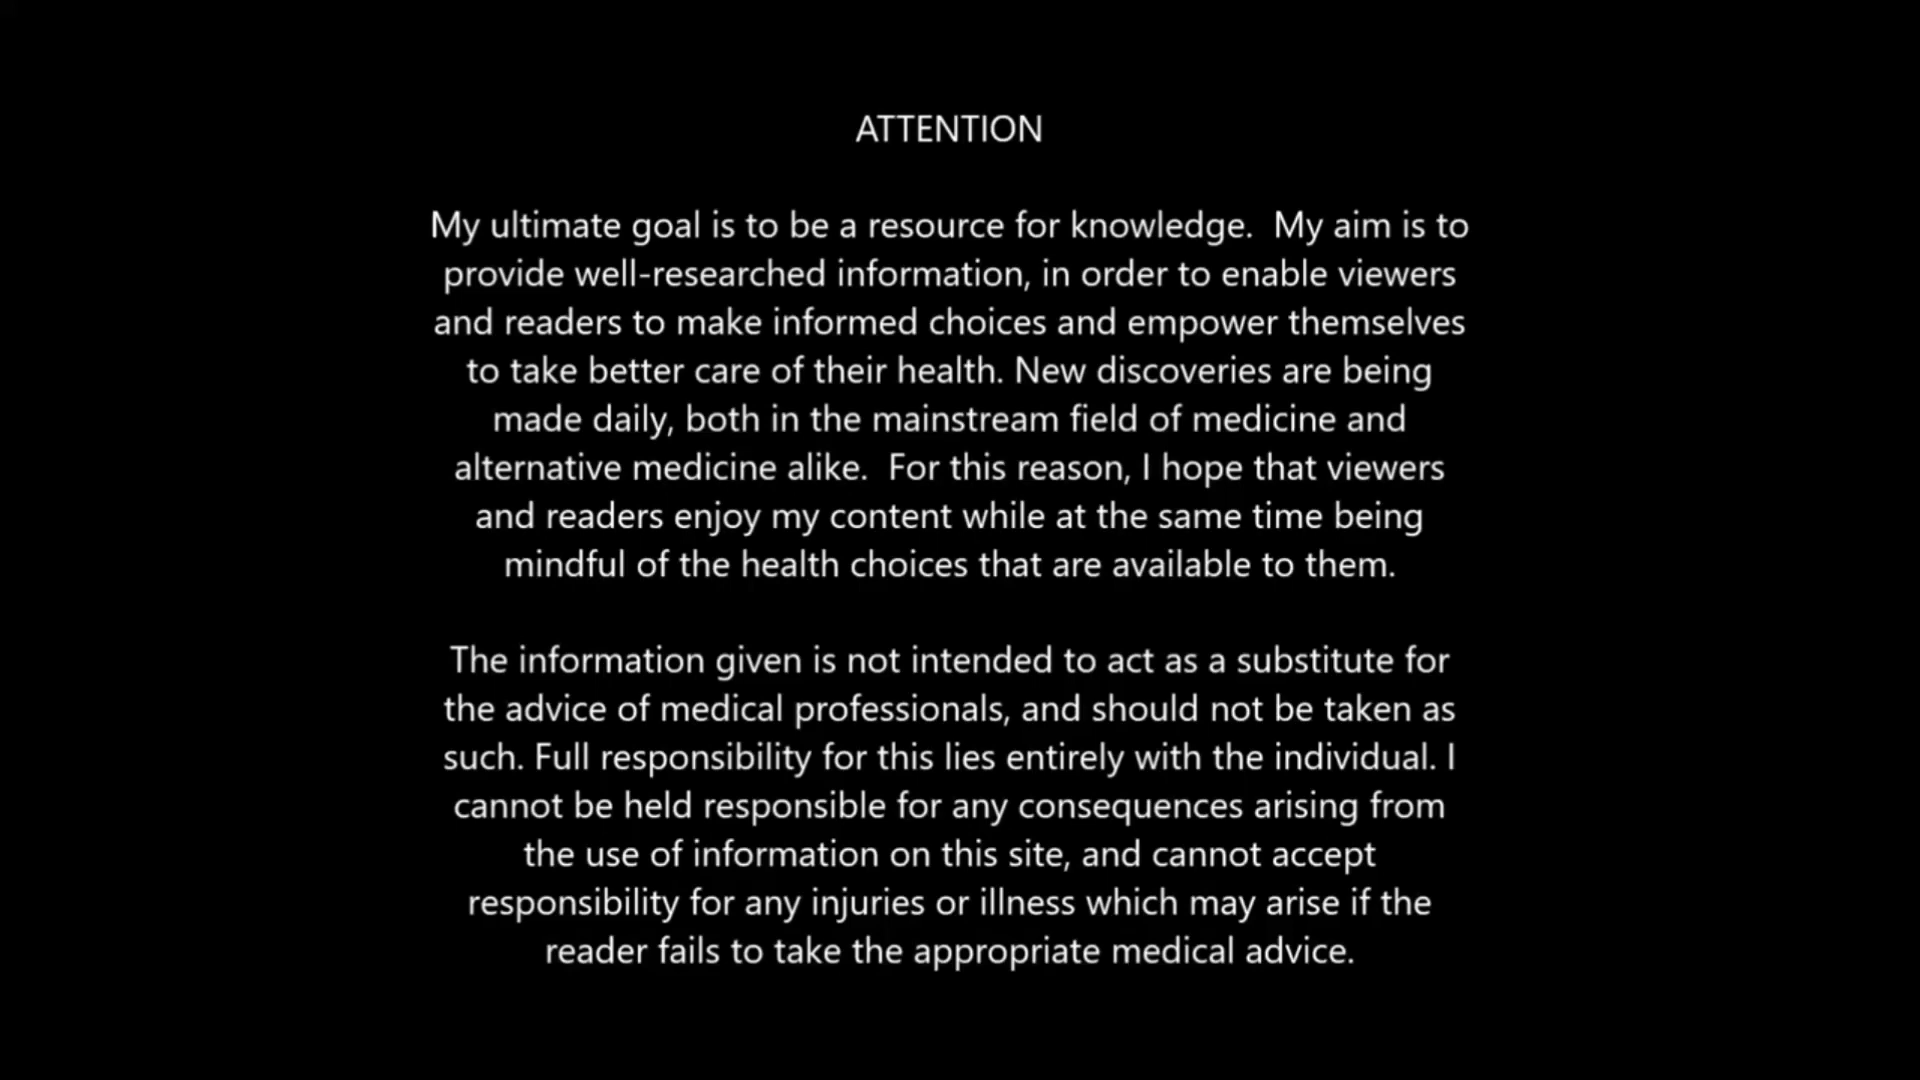 ATTENTION
My ultimate goal is to be a resource for knowledge.  My aim is to
provide well-researched information, in order to enable viewers
and readers to make informed choices and empower themselves
to take better care of their health. New discoveries are being
made daily, both in the mainstream field of medicine and
alternative medicine alike.  For this reason, I hope that viewers
and readers enjoy my content while at the same time being
mindful of the health choices that are available to them.
The information given is not intended to act as a substitute for
the advice of medical professionals, and should not be taken as
such. Full responsibility for this lies entirely with the individual. I
cannot be held responsible for any consequences arising from
the use of information on this site, and cannot accept
responsibility for any injuries or illness which may arise if the
reader fails to take the appropriate medical advice.